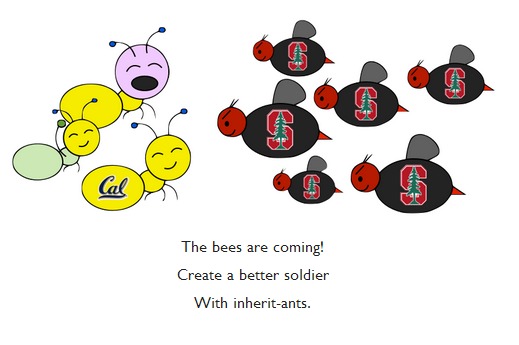 Cal
S
S
S
S
S
S
The bees are coming!
Create a better soldier
With inherit-ants.